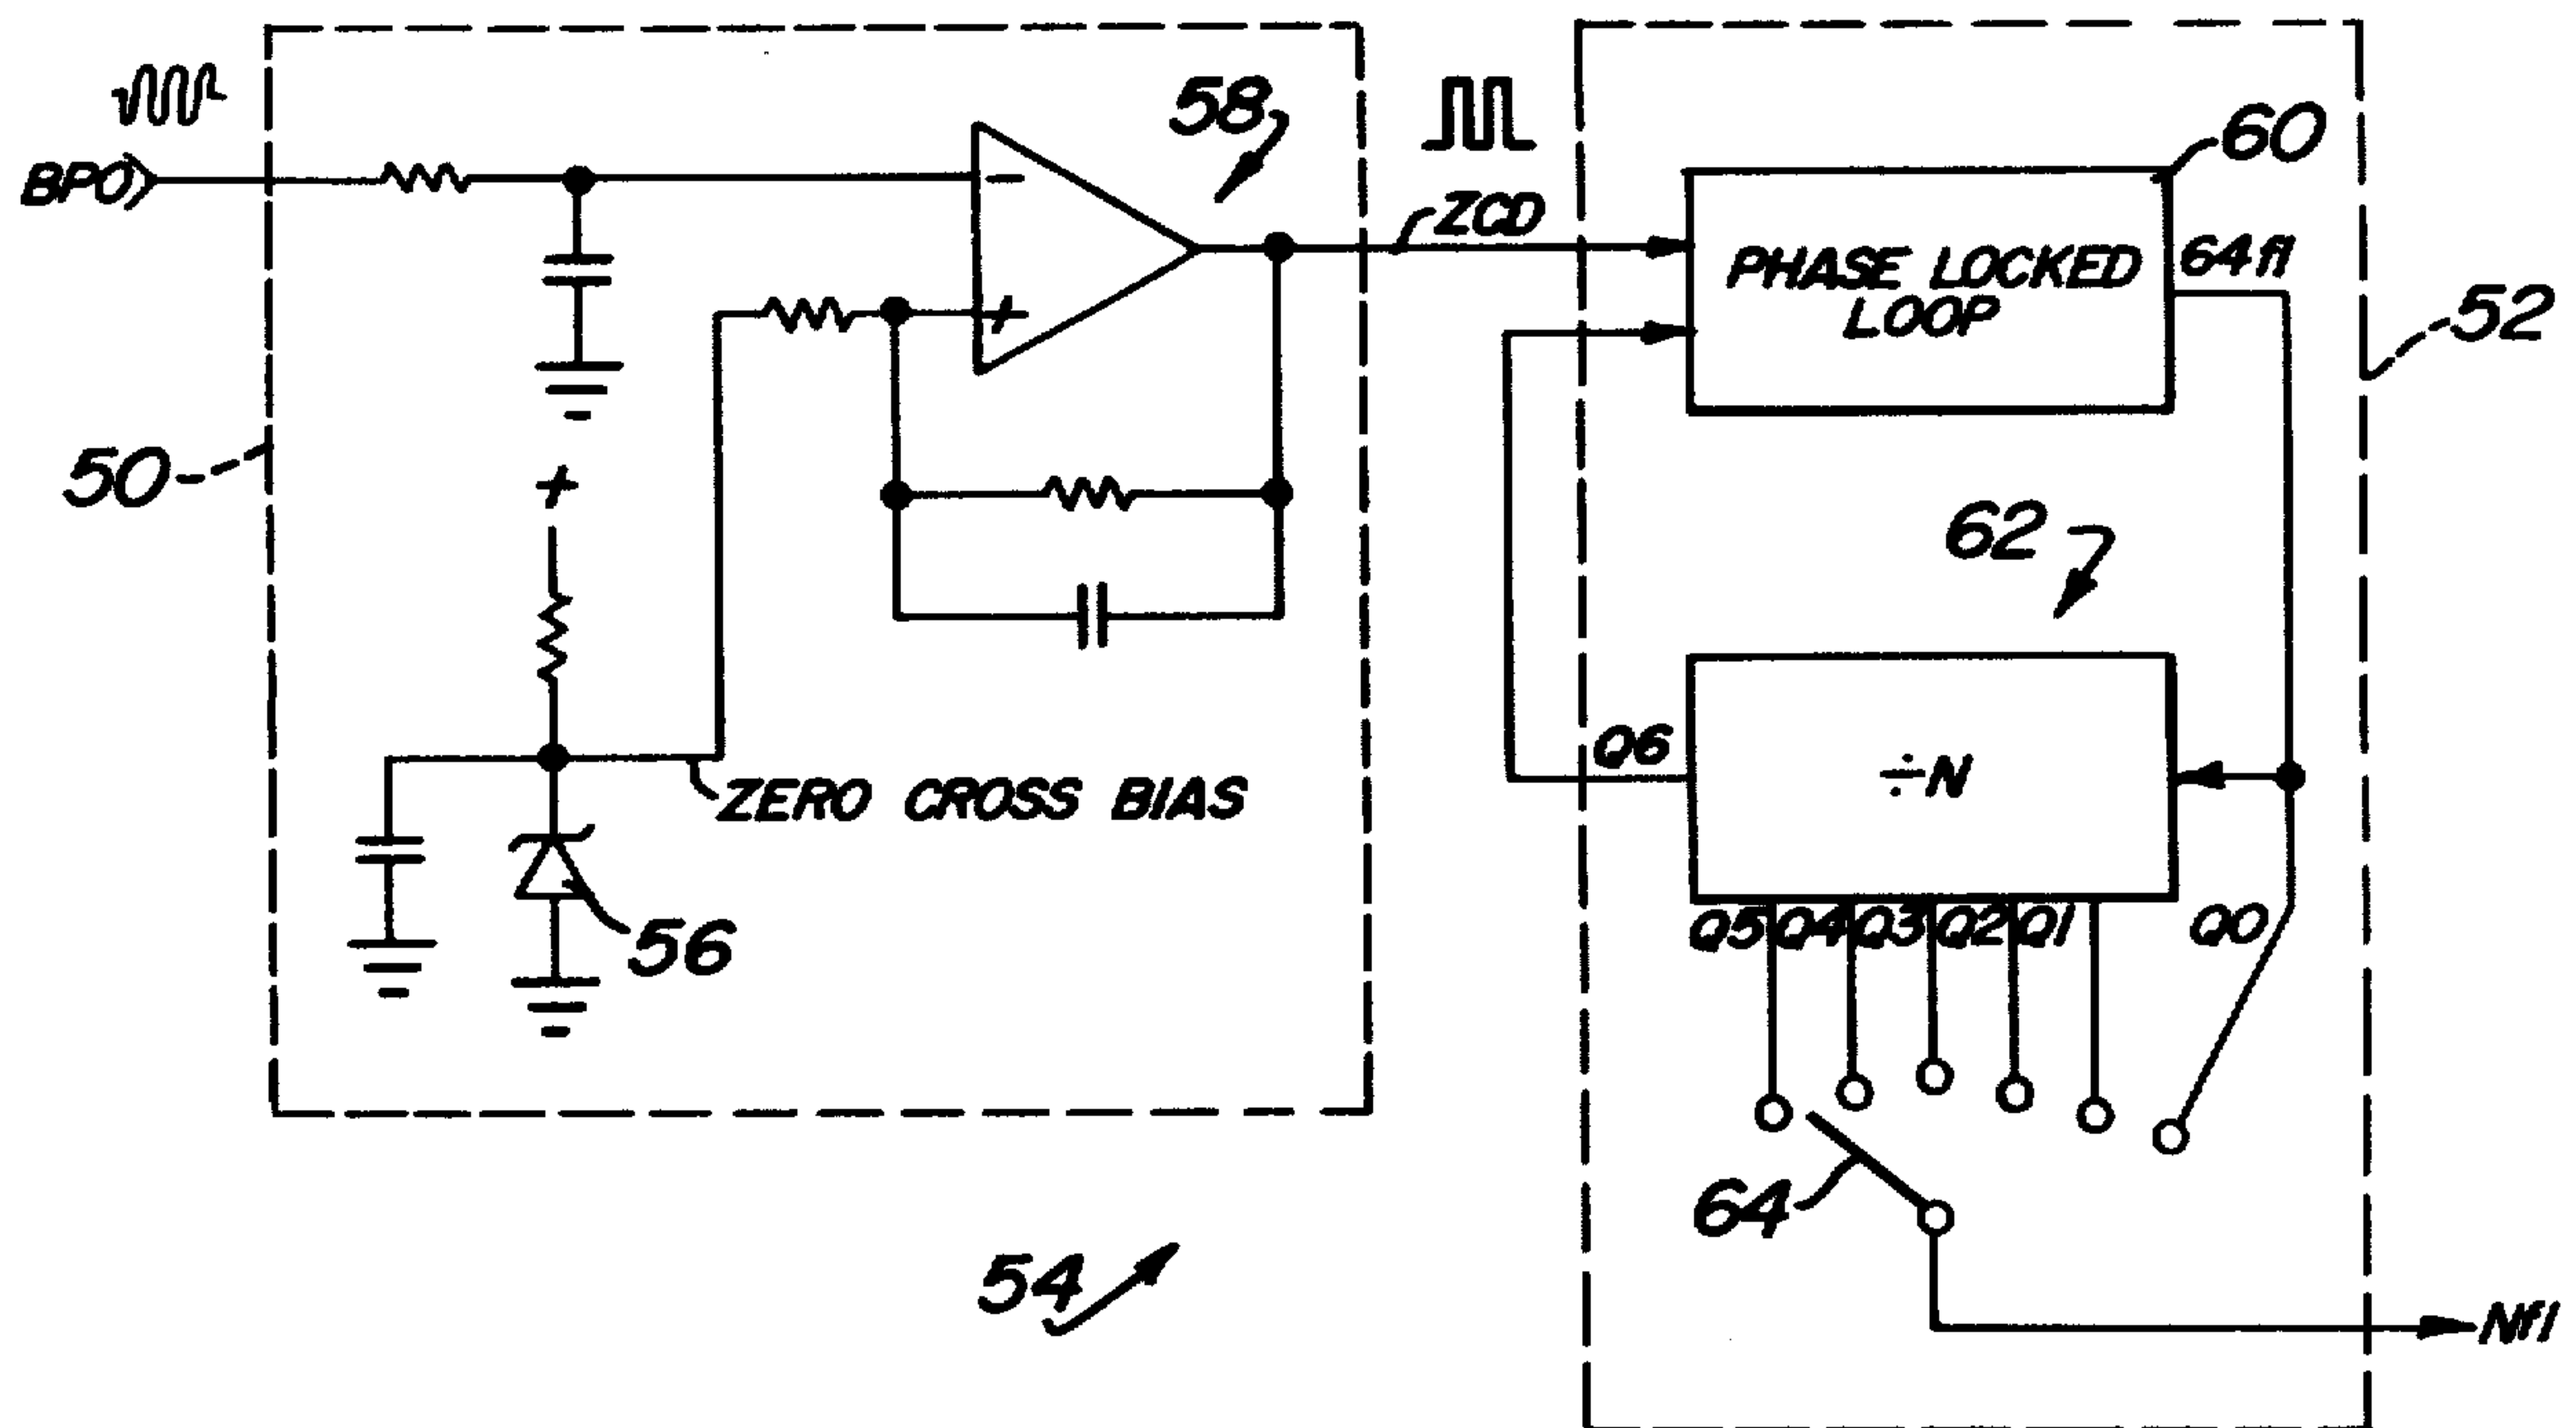 BPO
50
+
-
+
58
ZCD
ZERO CROSS BIAS
56
54
60
PHASE LOCKED
LOOP
64f1
52
62
Q6
÷N
Q5 Q4 Q3 Q2 Q1 Q0
64
Nf1